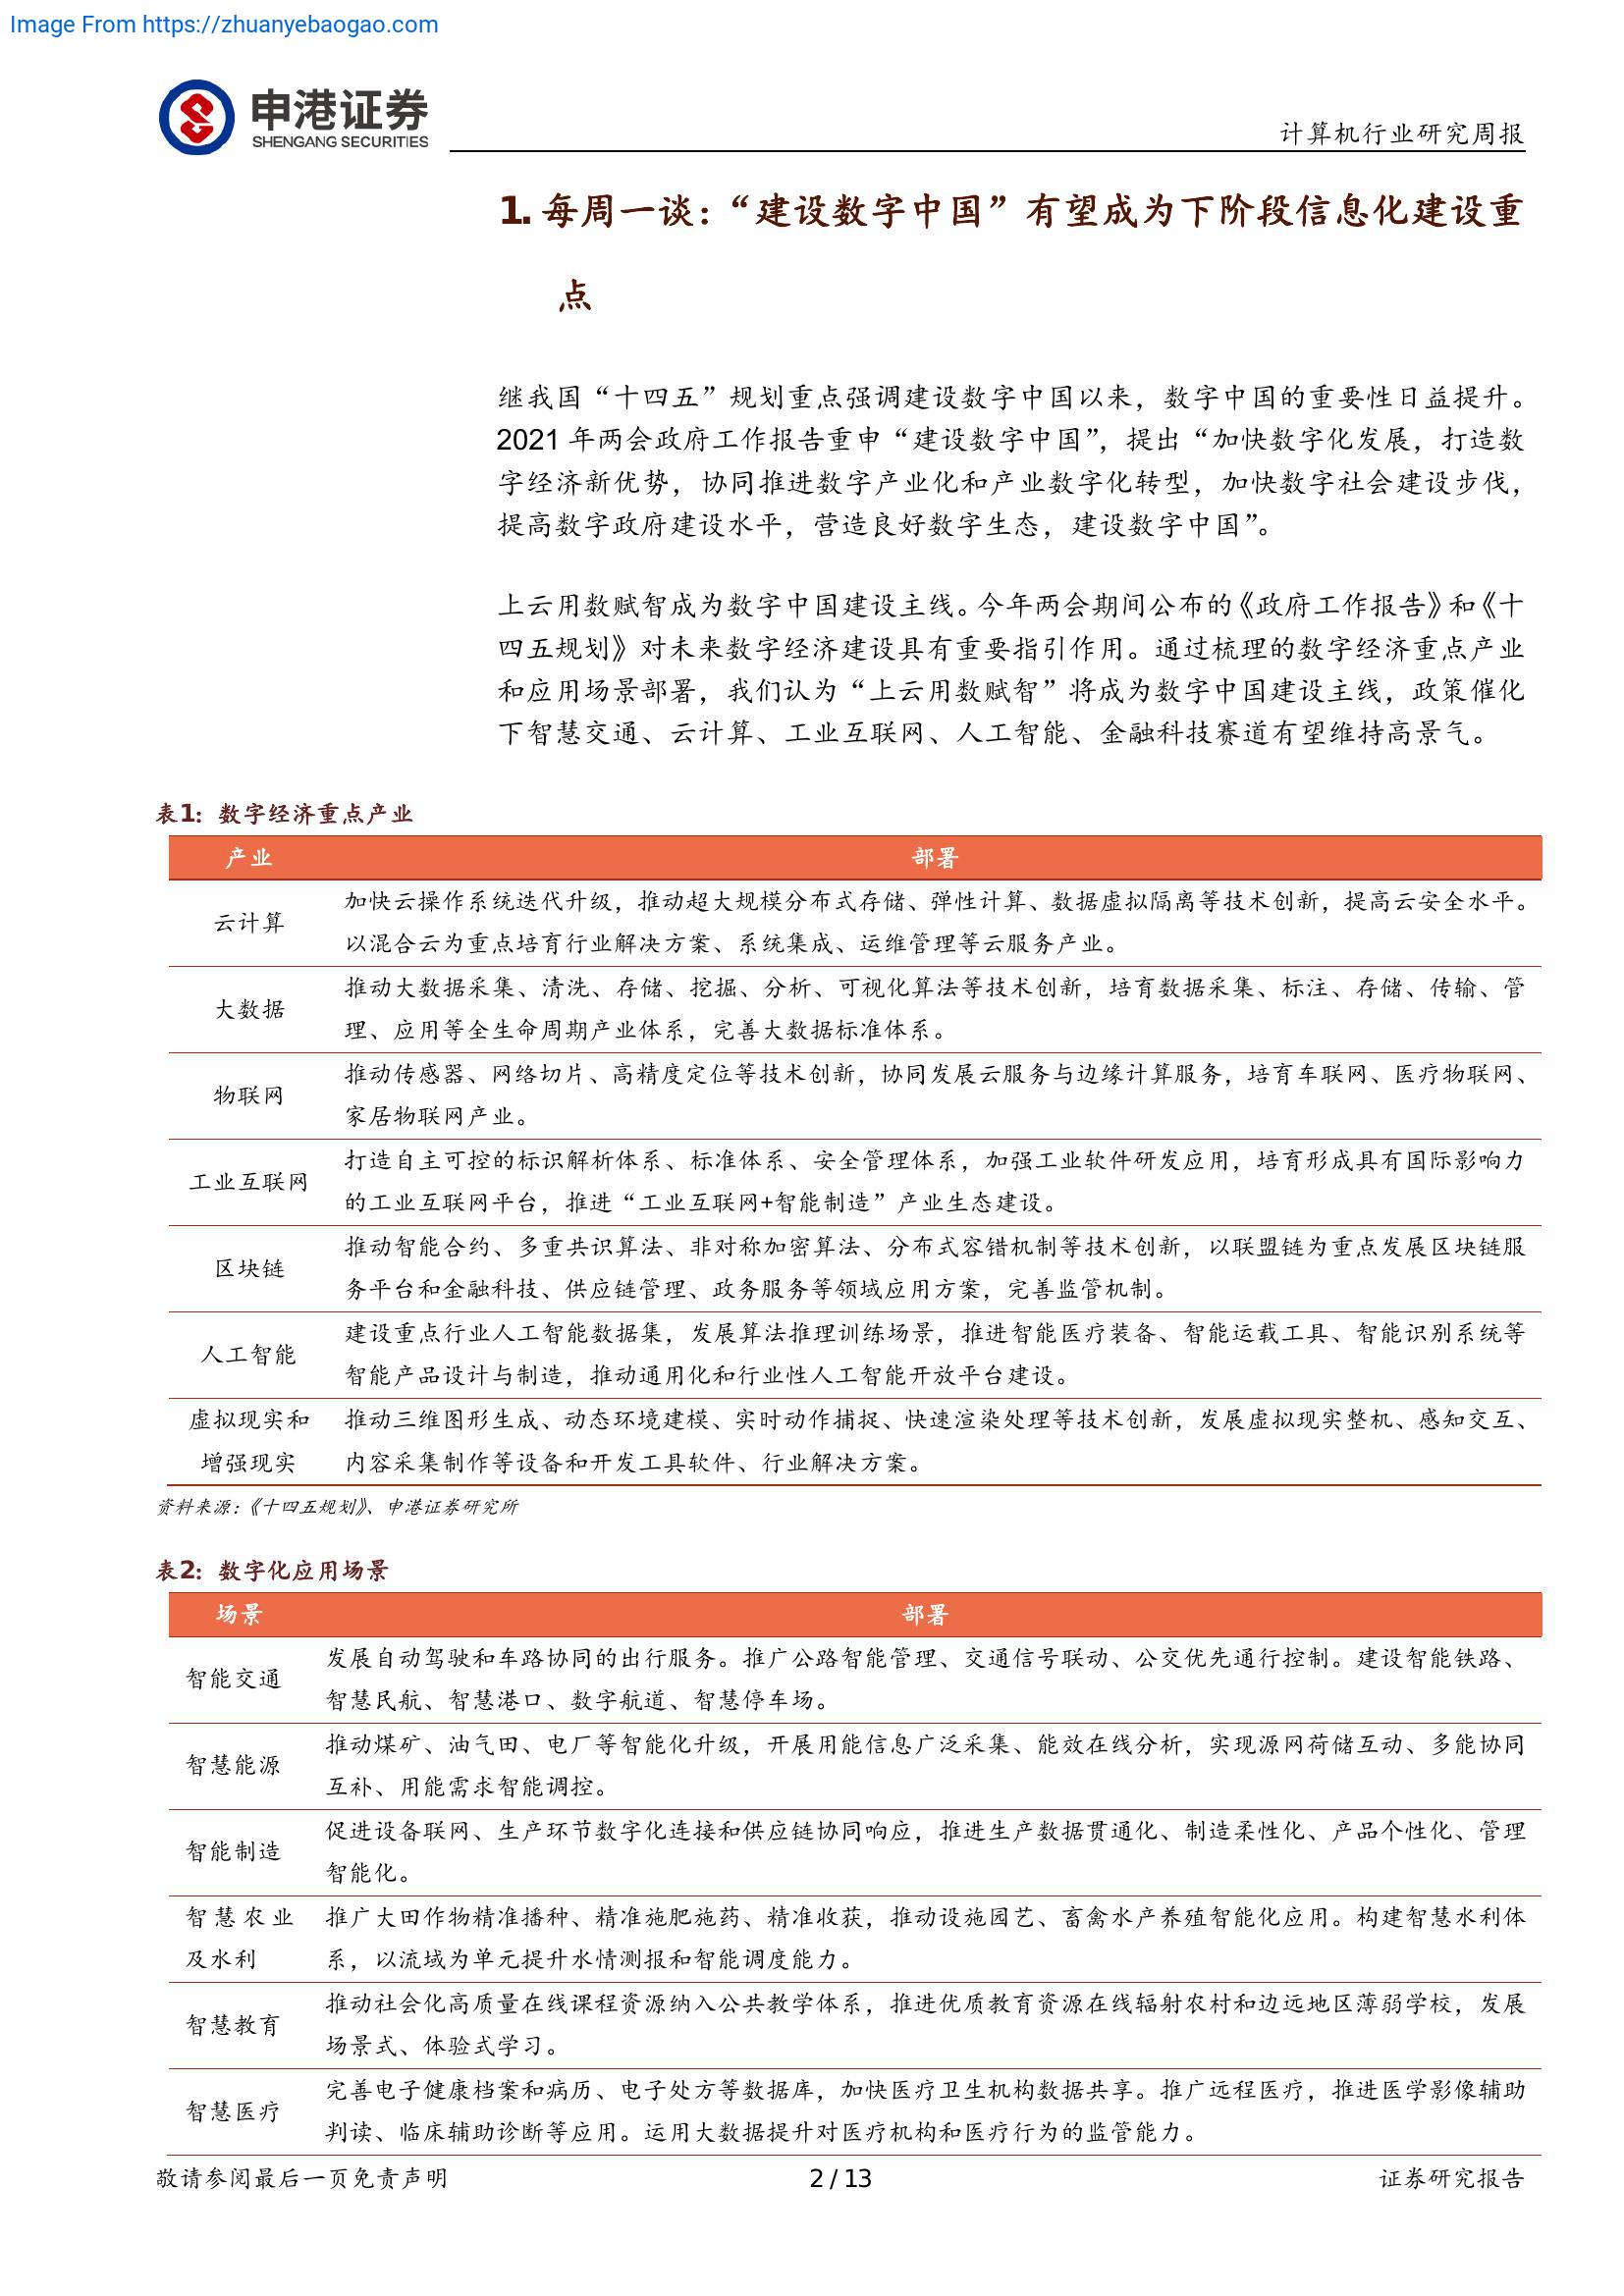 Image From https://zhuanyebaogao.com
申港证券
SHENGANG SECURITIES
计算机行业研究周报
1. 每周一谈：“建设数字中国”有望成为下阶段信息化建设重
点
继我国“十四五”规划重点强调建设数字中国以来，数字中国的重要性日益提升。
2021 年两会政府工作报告重申“建设数字中国”，提出“加快数字化发展，打造数
字经济新优势，协同推进数字产业化和产业数字化转型，加快数字社会建设步伐，
提高数字政府建设水平，营造良好数字生态，建设数字中国”。
上云用数赋智成为数字中国建设主线。今年两会期间公布的《政府工作报告》和《十
四五规划》对未来数字经济建设具有重要指引作用。通过梳理的数字经济重点产业
和应用场景部署，我们认为“上云用数赋智”将成为数字中国建设主线，政策催化
下智慧交通、云计算、工业互联网、人工智能、金融科技赛道有望维持高景气。
表1：数字经济重点产业
产业 部署
云计算
加快云操作系统迭代升级，推动超大规模分布式存储、弹性计算、数据虚拟隔离等技术创新，提高云安全水平。
以混合云为重点培育行业解决方案、系统集成、运维管理等云服务产业。
大数据
推动大数据采集、清洗、存储、挖掘、分析、可视化算法等技术创新，培育数据采集、标注、存储、传输、管
理、应用等全生命周期产业体系，完善大数据标准体系。
物联网
推动传感器、网络切片、高精度定位等技术创新，协同发展云服务与边缘计算服务，培育车联网、医疗物联网、
家居物联网产业。
工业互联网
打造自主可控的标识解析体系、标准体系、安全管理体系，加强工业软件研发应用，培育形成具有国际影响力
的工业互联网平台，推进“工业互联网+智能制造”产业生态建设。
区块链
推动智能合约、多重共识算法、非对称加密算法、分布式容错机制等技术创新，以联盟链为重点发展区块链服
务平台和金融科技、供应链管理、政务服务等领域应用方案，完善监管机制。
人工智能
建设重点行业人工智能数据集，发展算法推理训练场景，推进智能医疗装备、智能运载工具、智能识别系统等
智能产品设计与制造，推动通用化和行业性人工智能开放平台建设。
虚拟现实和
增强现实
推动三维图形生成、动态环境建模、实时动作捕捉、快速渲染处理等技术创新，发展虚拟现实整机、感知交互、
内容采集制作等设备和开发工具软件、行业解决方案。
资料来源：《十四五规划》、申港证券研究所
表2：数字化应用场景
场景 部署
智能交通
发展自动驾驶和车路协同的出行服务。推广公路智能管理、交通信号联动、公交优先通行控制。建设智能铁路、
智慧民航、智慧港口、数字航道、智慧停车场。
智慧能源
推动煤矿、油气田、电厂等智能化升级，开展用能信息广泛采集、能效在线分析，实现源网荷储互动、多能协同
互补、用能需求智能调控。
智能制造
促进设备联网、生产环节数字化连接和供应链协同响应，推进生产数据贯通化、制造柔性化、产品个性化、管理
智能化。
智慧农业
及水利
推广大田作物精准播种、精准施肥施药、精准收获，推动设施园艺、畜禽水产养殖智能化应用。构建智慧水利体
系，以流域为单元提升水情测报和智能调度能力。
智慧教育
推动社会化高质量在线课程资源纳入公共教学体系，推进优质教育资源在线辐射农村和边远地区薄弱学校，发展
场景式、体验式学习。
智慧医疗
完善电子健康档案和病历、电子处方等数据库，加快医疗卫生机构数据共享。推广远程医疗，推进医学影像辅助
判读、临床辅助诊断等应用。运用大数据提升对医疗机构和医疗行为的监管能力。
敬请参阅最后一页免责声明 2 / 13 证券研究报告